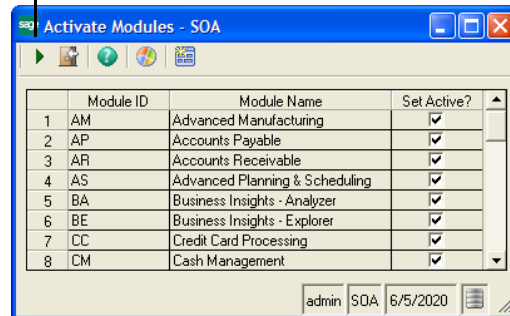 sage Activate Modules - SOA
Module ID Module Name Set Active?
1 AM Advanced Manufacturing
2 AP Accounts Payable
3 AR Accounts Receivable
4 AS Advanced Planning & Scheduling
5 BA Business Insights - Analyzer
6 BE Business Insights - Explorer
7 CC Credit Card Processing
8 CM Cash Management
admin SOA 6/5/2020